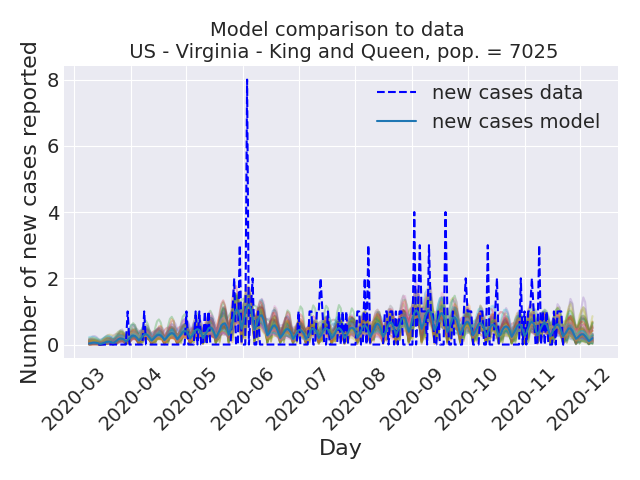 Model comparison to data
US - Virginia - King and Queen, pop. = 7025
Number of new cases reported
8
6
4
2
0
new cases data
new cases model
2020-03
2020-04
2020-05
2020-06
2020-07
2020-08
2020-09
2020-10
2020-11
2020-12
Day